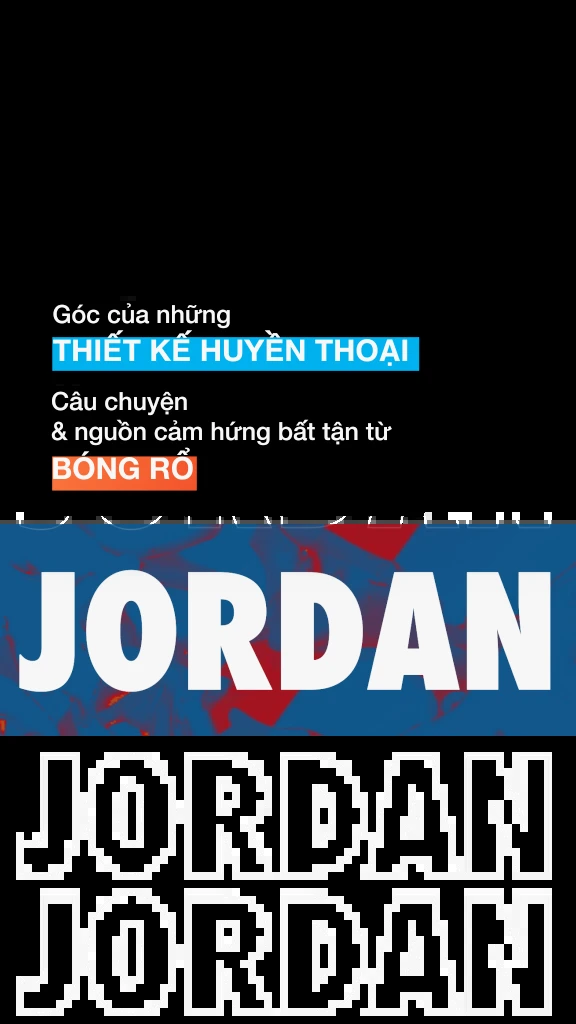 Góc của những
THIẾT KẾ HUYỀN THOẠI
Câu chuyện
& nguồn cảm hứng bất tận từ
BÓNG RỔ
JORDAN
JORDAN
JORDAN